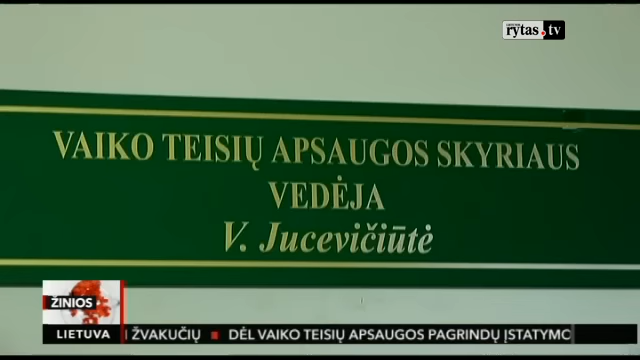 rytas.tv
VAIKO TEISIŲ APSAUGOS SKYRIAUS
VEDĖJA
V. Jucevičiūtė
ŽINIOS
LIETUVA
I ŽVAKUČIŲ ■ DĖL VAIKO TEISIŲ APSAUGOS PAGRINDŲ ĮSTATYMO